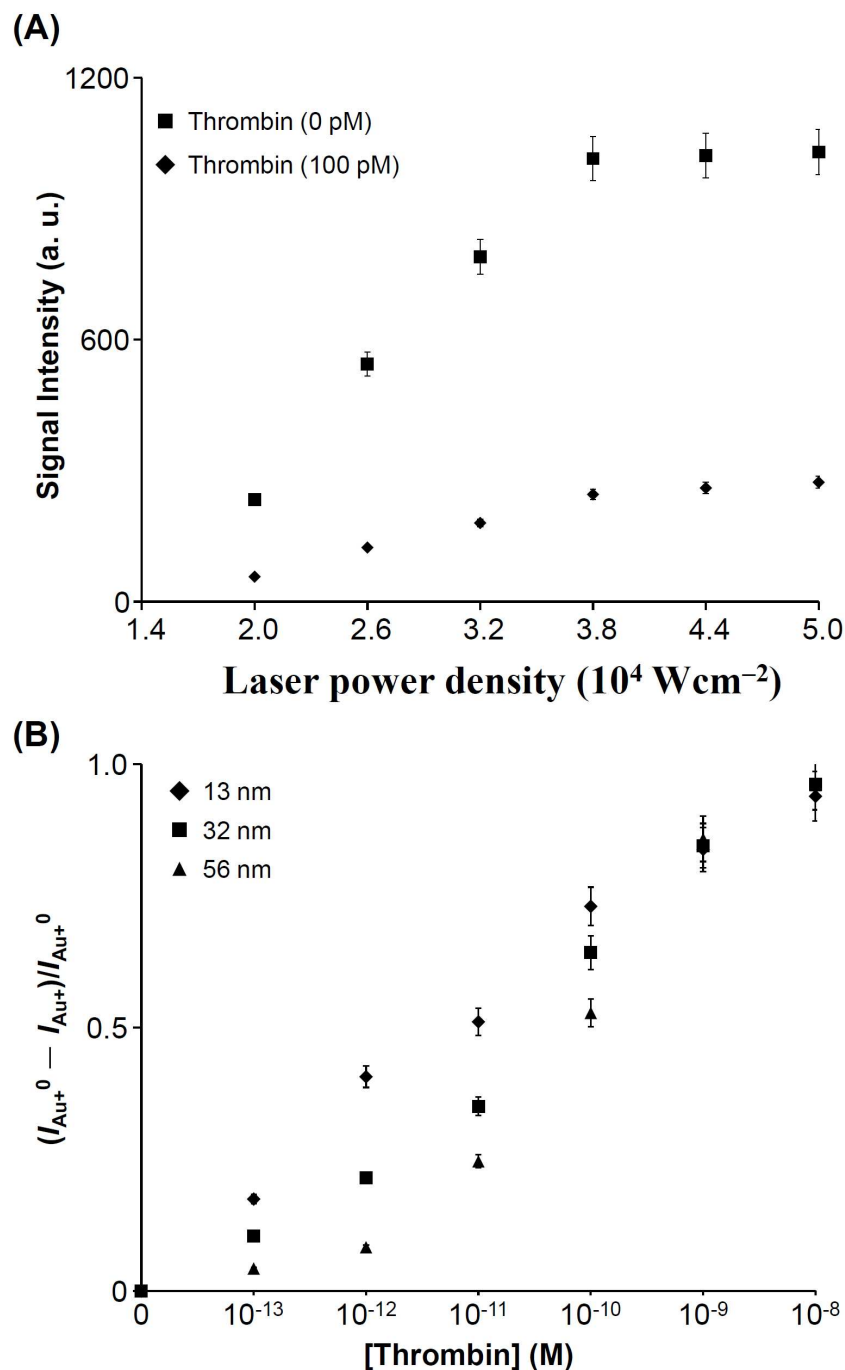 (A)
1200
Thrombin (0 pM)
Thrombin (100 pM)
600
0
Signal Intensity (a. u.)
1.4 2.0 2.6 3.2 3.8 4.4 5.0
Laser power density (10⁴ Wcm⁻²)
(B)
1.0
13 nm
32 nm
56 nm
0.5
0
(I_Au+⁰ — I_Au+)/I_Au+⁰
0 10⁻¹³ 10⁻¹² 10⁻¹¹ 10⁻¹⁰ 10⁻⁹ 10⁻⁸
[Thrombin] (M)